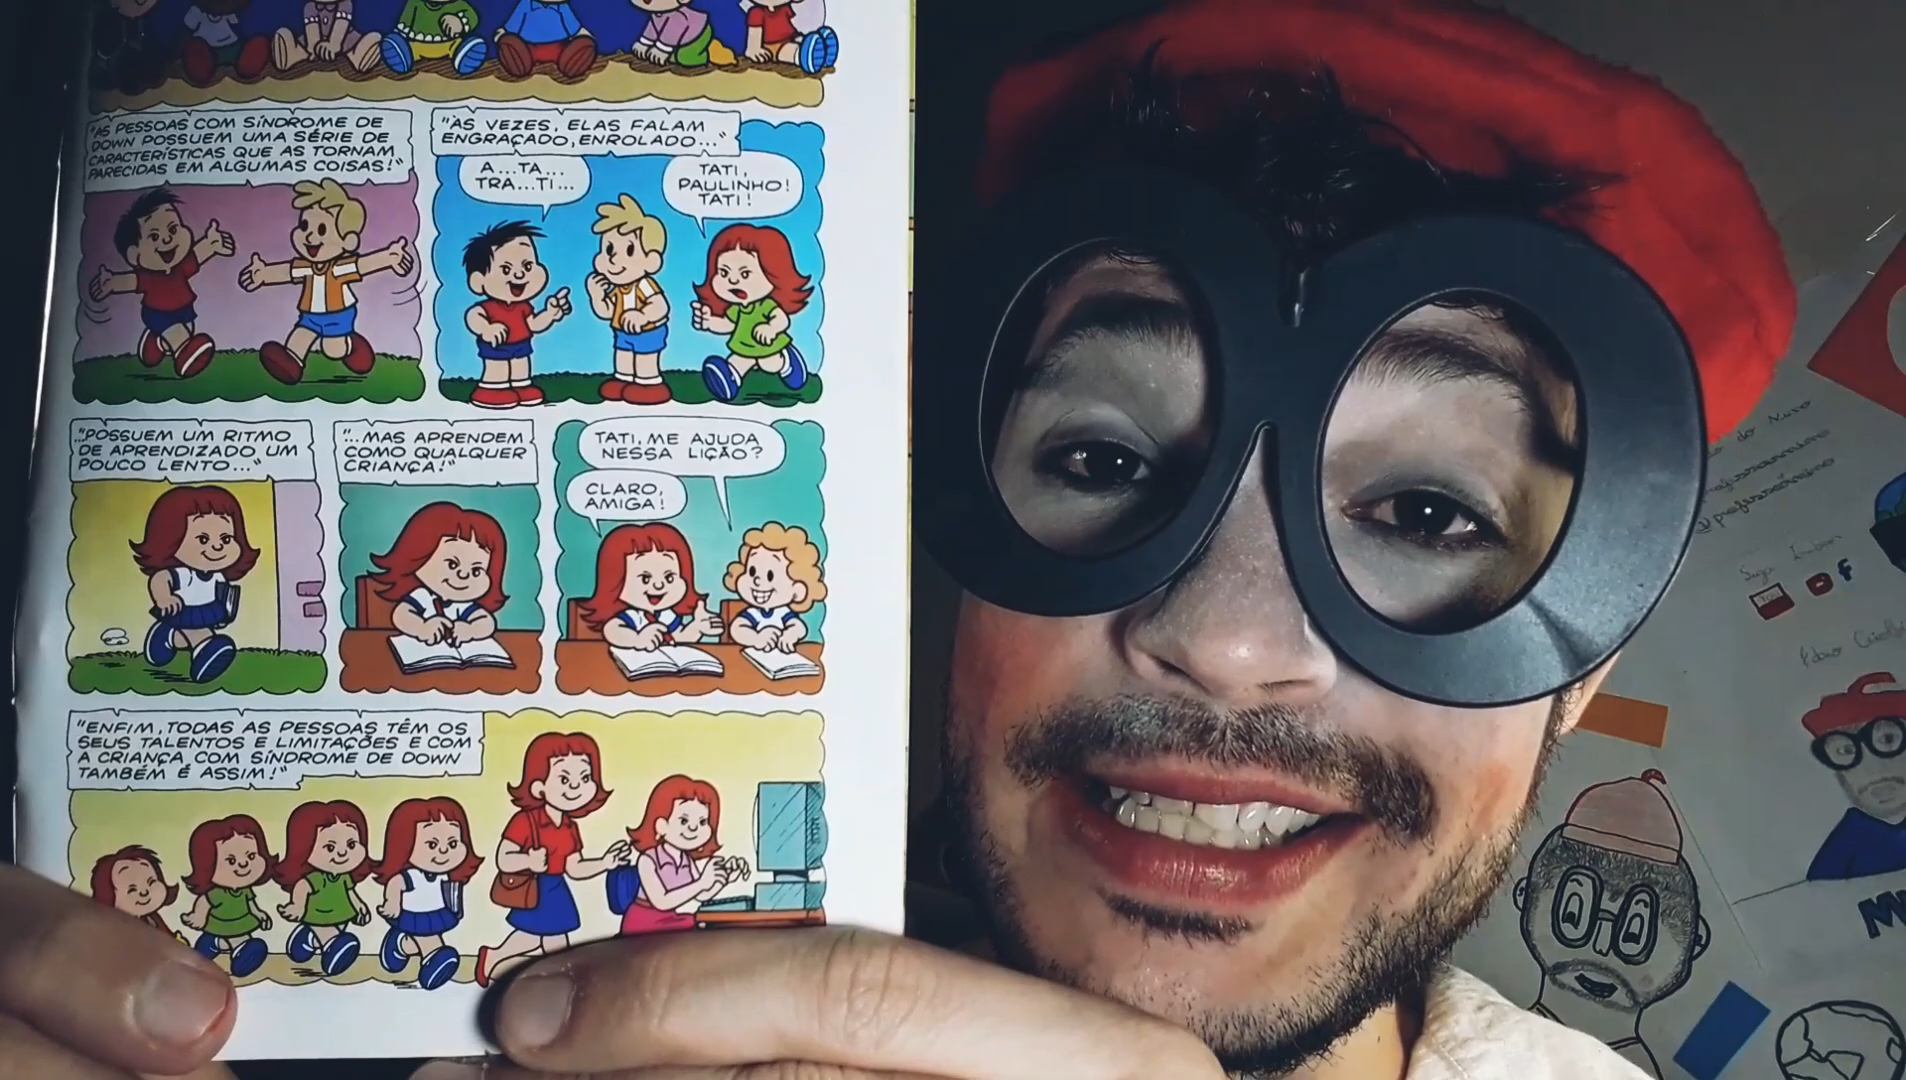 "AS PESSOAS COM SÍNDROME DE
DOWN POSSUEM UMA SÉRIE DE
CARACTERÍSTICAS QUE AS TORNAM
PARECIDAS EM ALGUMAS COISAS!"
"ÀS VEZES, ELAS FALAM
ENGRAÇADO, ENROLADO..."
A...TA...
TRA...TI...
TATI,
PAULINHO!
TATI!
"POSSUEM UM RITMO
DE APRENDIZADO UM
POUCO LENTO..."
"...MAS APRENDEM
COMO QUALQUER
CRIANÇA!"
TATI, ME AJUDA
NESSA LIÇÃO?
CLARO,
AMIGA!
"ENFIM, TODAS AS PESSOAS TÊM OS
SEUS TALENTOS E LIMITAÇÕES E COM
A CRIANÇA COM SÍNDROME DE DOWN
TAMBÉM É ASSIM!"
do
Siga
f